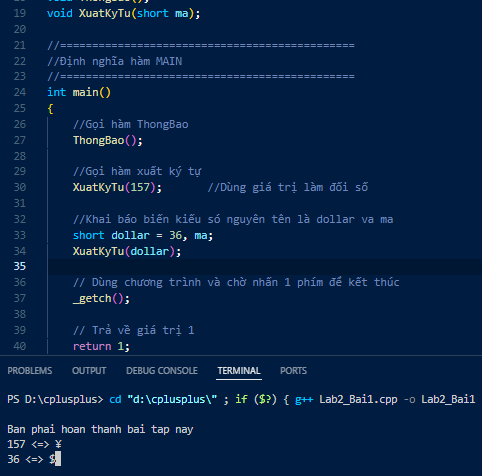 19 void XuatKyTu(short ma);
20
21 //==============================================
22 //Định nghĩa hàm MAIN
23 //==============================================
24 int main()
25 {
26 //Gọi hàm ThongBao
27 ThongBao();
28
29 //Gọi hàm xuất ký tự
30 XuatKyTu(157); //Dùng giá trị làm đối số
31
32 //Khai báo biến kiểu só nguyên tên là dollar va ma
33 short dollar = 36, ma;
34 XuatKyTu(dollar);
35
36 // Dùng chương trình và chờ nhấn 1 phím để kết thúc
37 _getch();
38
39 // Trả về giá trị 1
40 return 1;
PROBLEMS OUTPUT DEBUG CONSOLE TERMINAL PORTS
PS D:\cplusplus> cd "d:\cplusplus\" ; if ($?) { g++ Lab2_Bai1.cpp -o Lab2_Bai1
Ban phai hoan thanh bai tap nay
157 <=> ¥
36 <=> $